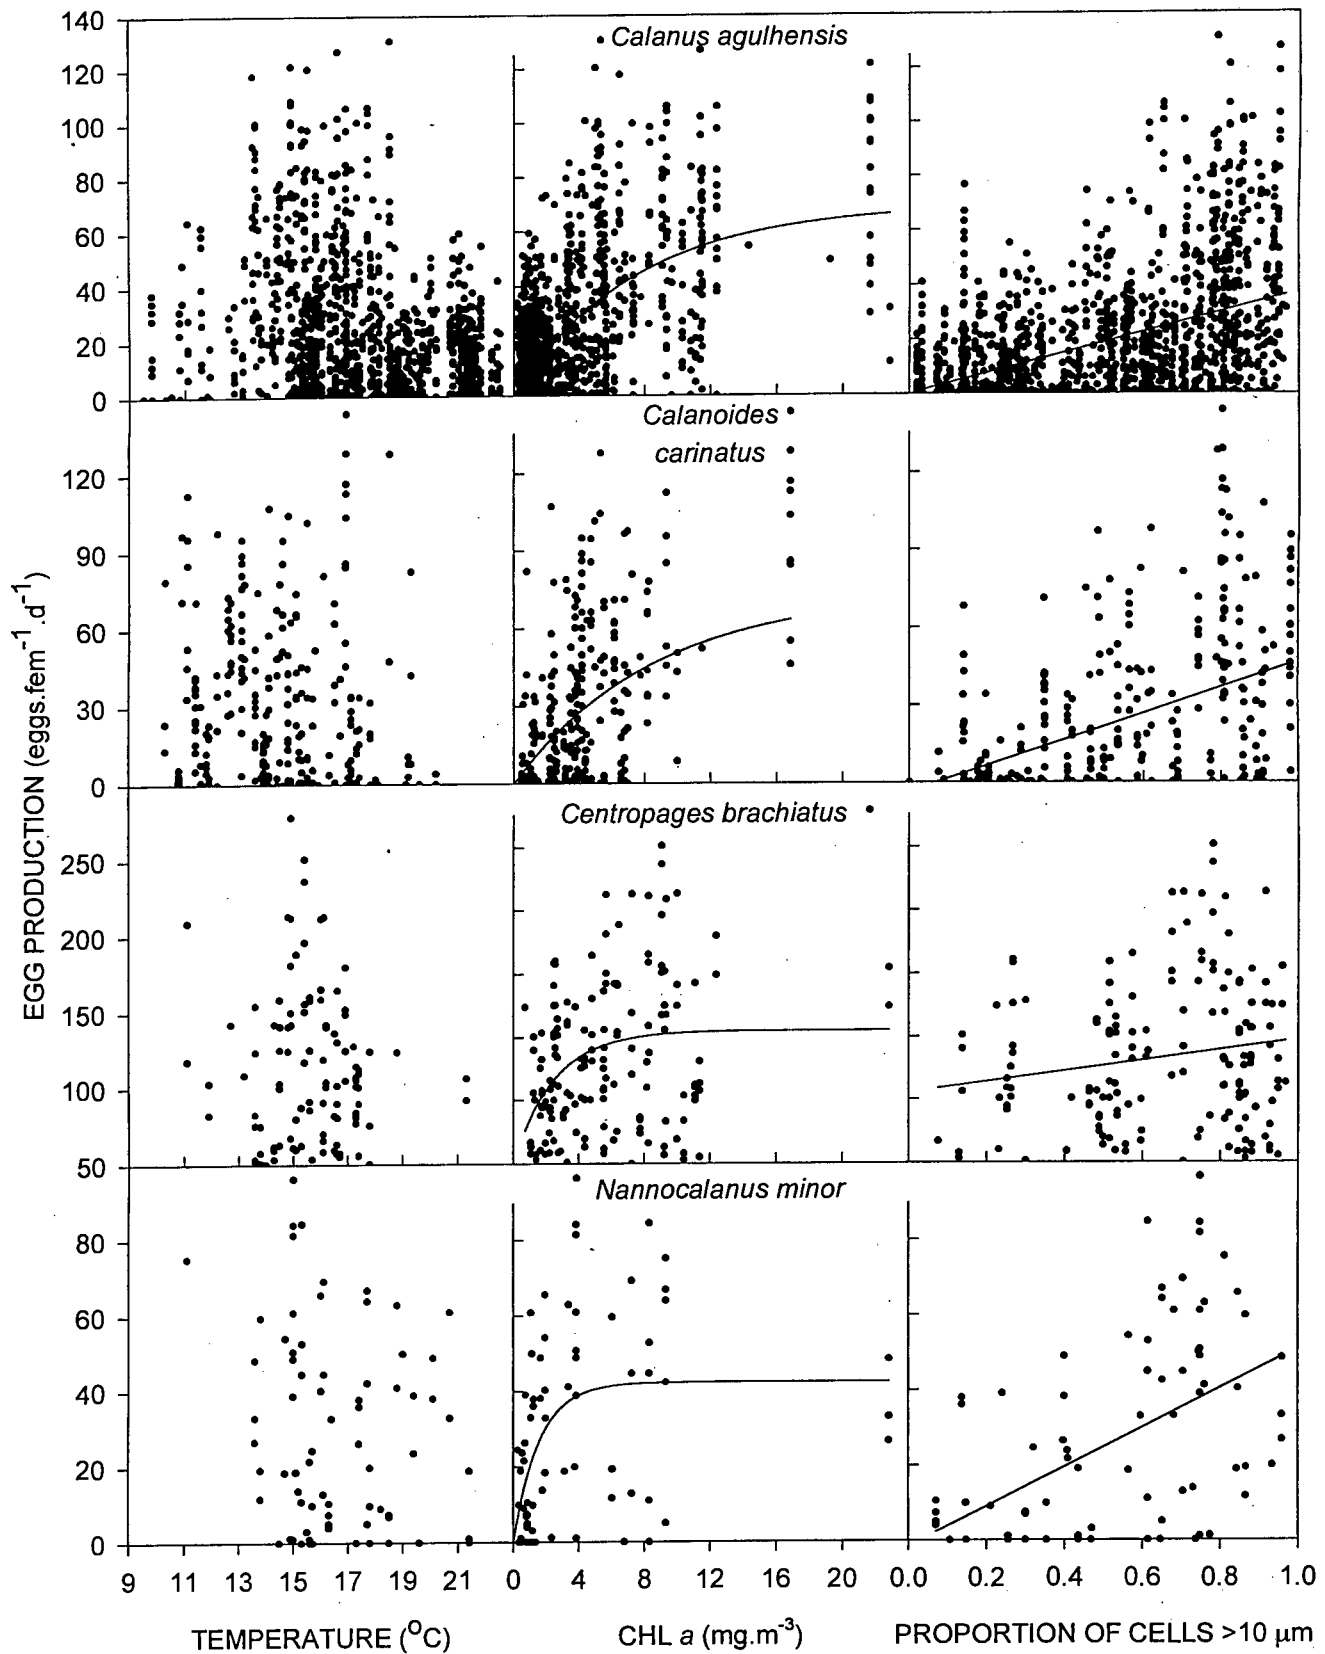 140
Calanus agulhensis
120
100
80
60
40
20
0
Calanoides
carinatus
120
90
60
30
0
EGG PRODUCTION (eggs.fem⁻¹.d⁻¹)
Centropages brachiatus
250
200
150
100
50
Nannocalanus minor
80
60
40
20
0
9 11 13 15 17 19 21 0 4 8 12 16 20 0.0 0.2 0.4 0.6 0.8 1.0
TEMPERATURE (°C) CHL a (mg.m⁻³) PROPORTION OF CELLS >10 μm